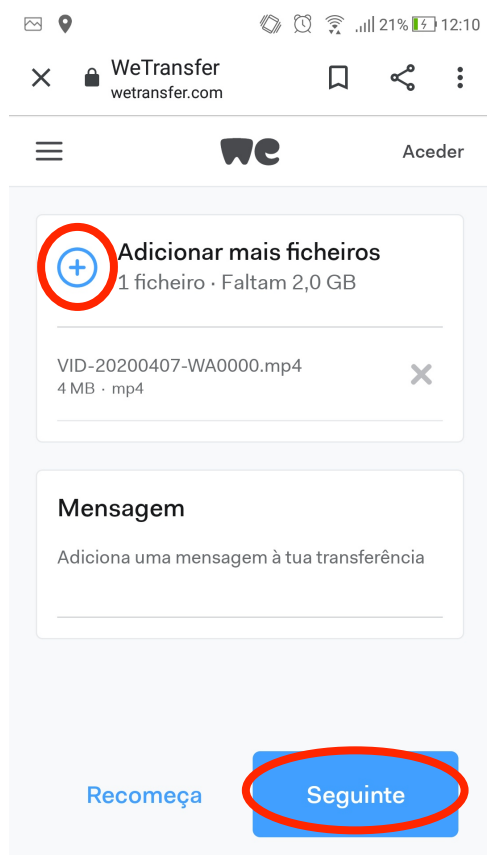 21% 12:10
WeTransfer
wetransfer.com
we Aceder
Adicionar mais ficheiros
1 ficheiro · Faltam 2,0 GB
VID-20200407-WA0000.mp4
4 MB · mp4
Mensagem
Adiciona uma mensagem à tua transferência
Recomeça Seguinte